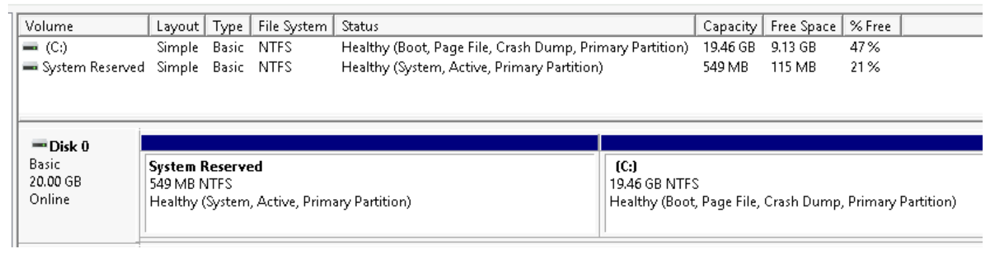 Volume Layout Type File System Status Capacity Free Space % Free
(C:) Simple Basic NTFS Healthy (Boot, Page File, Crash Dump, Primary Partition) 19.46 GB 9.13 GB 47 %
System Reserved Simple Basic NTFS Healthy (System, Active, Primary Partition) 549 MB 115 MB 21 %
Disk 0
Basic
20.00 GB
Online
System Reserved
549 MB NTFS
Healthy (System, Active, Primary Partition)
(C:)
19.46 GB NTFS
Healthy (Boot, Page File, Crash Dump, Primary Partition)